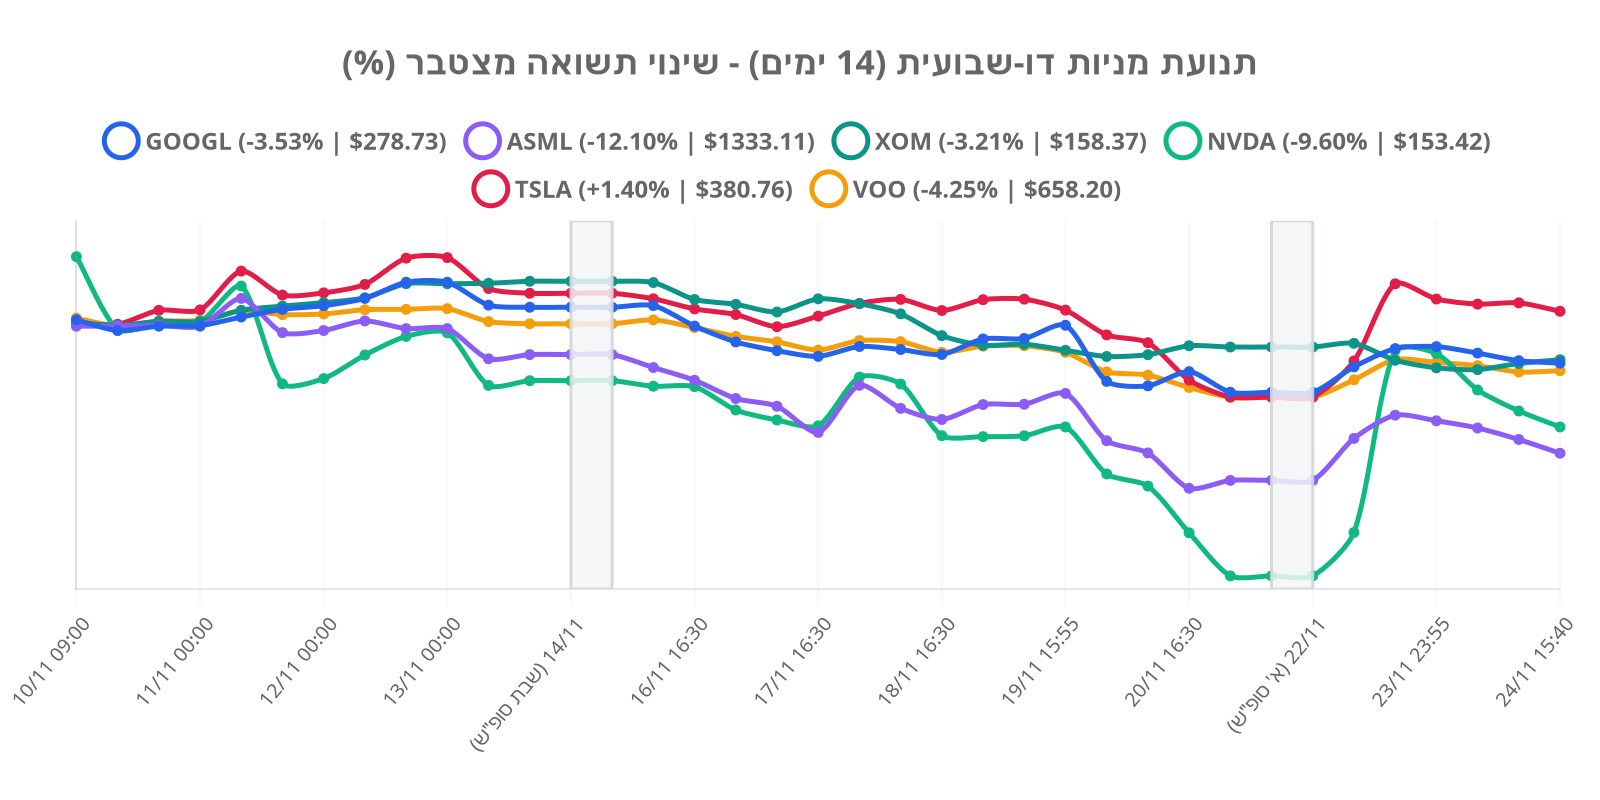 תנועת מניות דו-שבועית (14 ימים) - שינוי תשואה מצטבר (%)
GOOGL (-3.53% | $278.73) ASML (-12.10% | $1333.11) XOM (-3.21% | $158.37) NVDA (-9.60% | $153.42)
TSLA (+1.40% | $380.76) VOO (-4.25% | $658.20)
10/11 09:00
11/11 00:00
12/11 00:00
13/11 00:00
14/11 (שבת סופ"ש)
16/11 16:30
17/11 16:30
18/11 16:30
19/11 15:55
20/11 16:30
22/11 (א' סופ"ש)
23/11 23:55
24/11 15:40